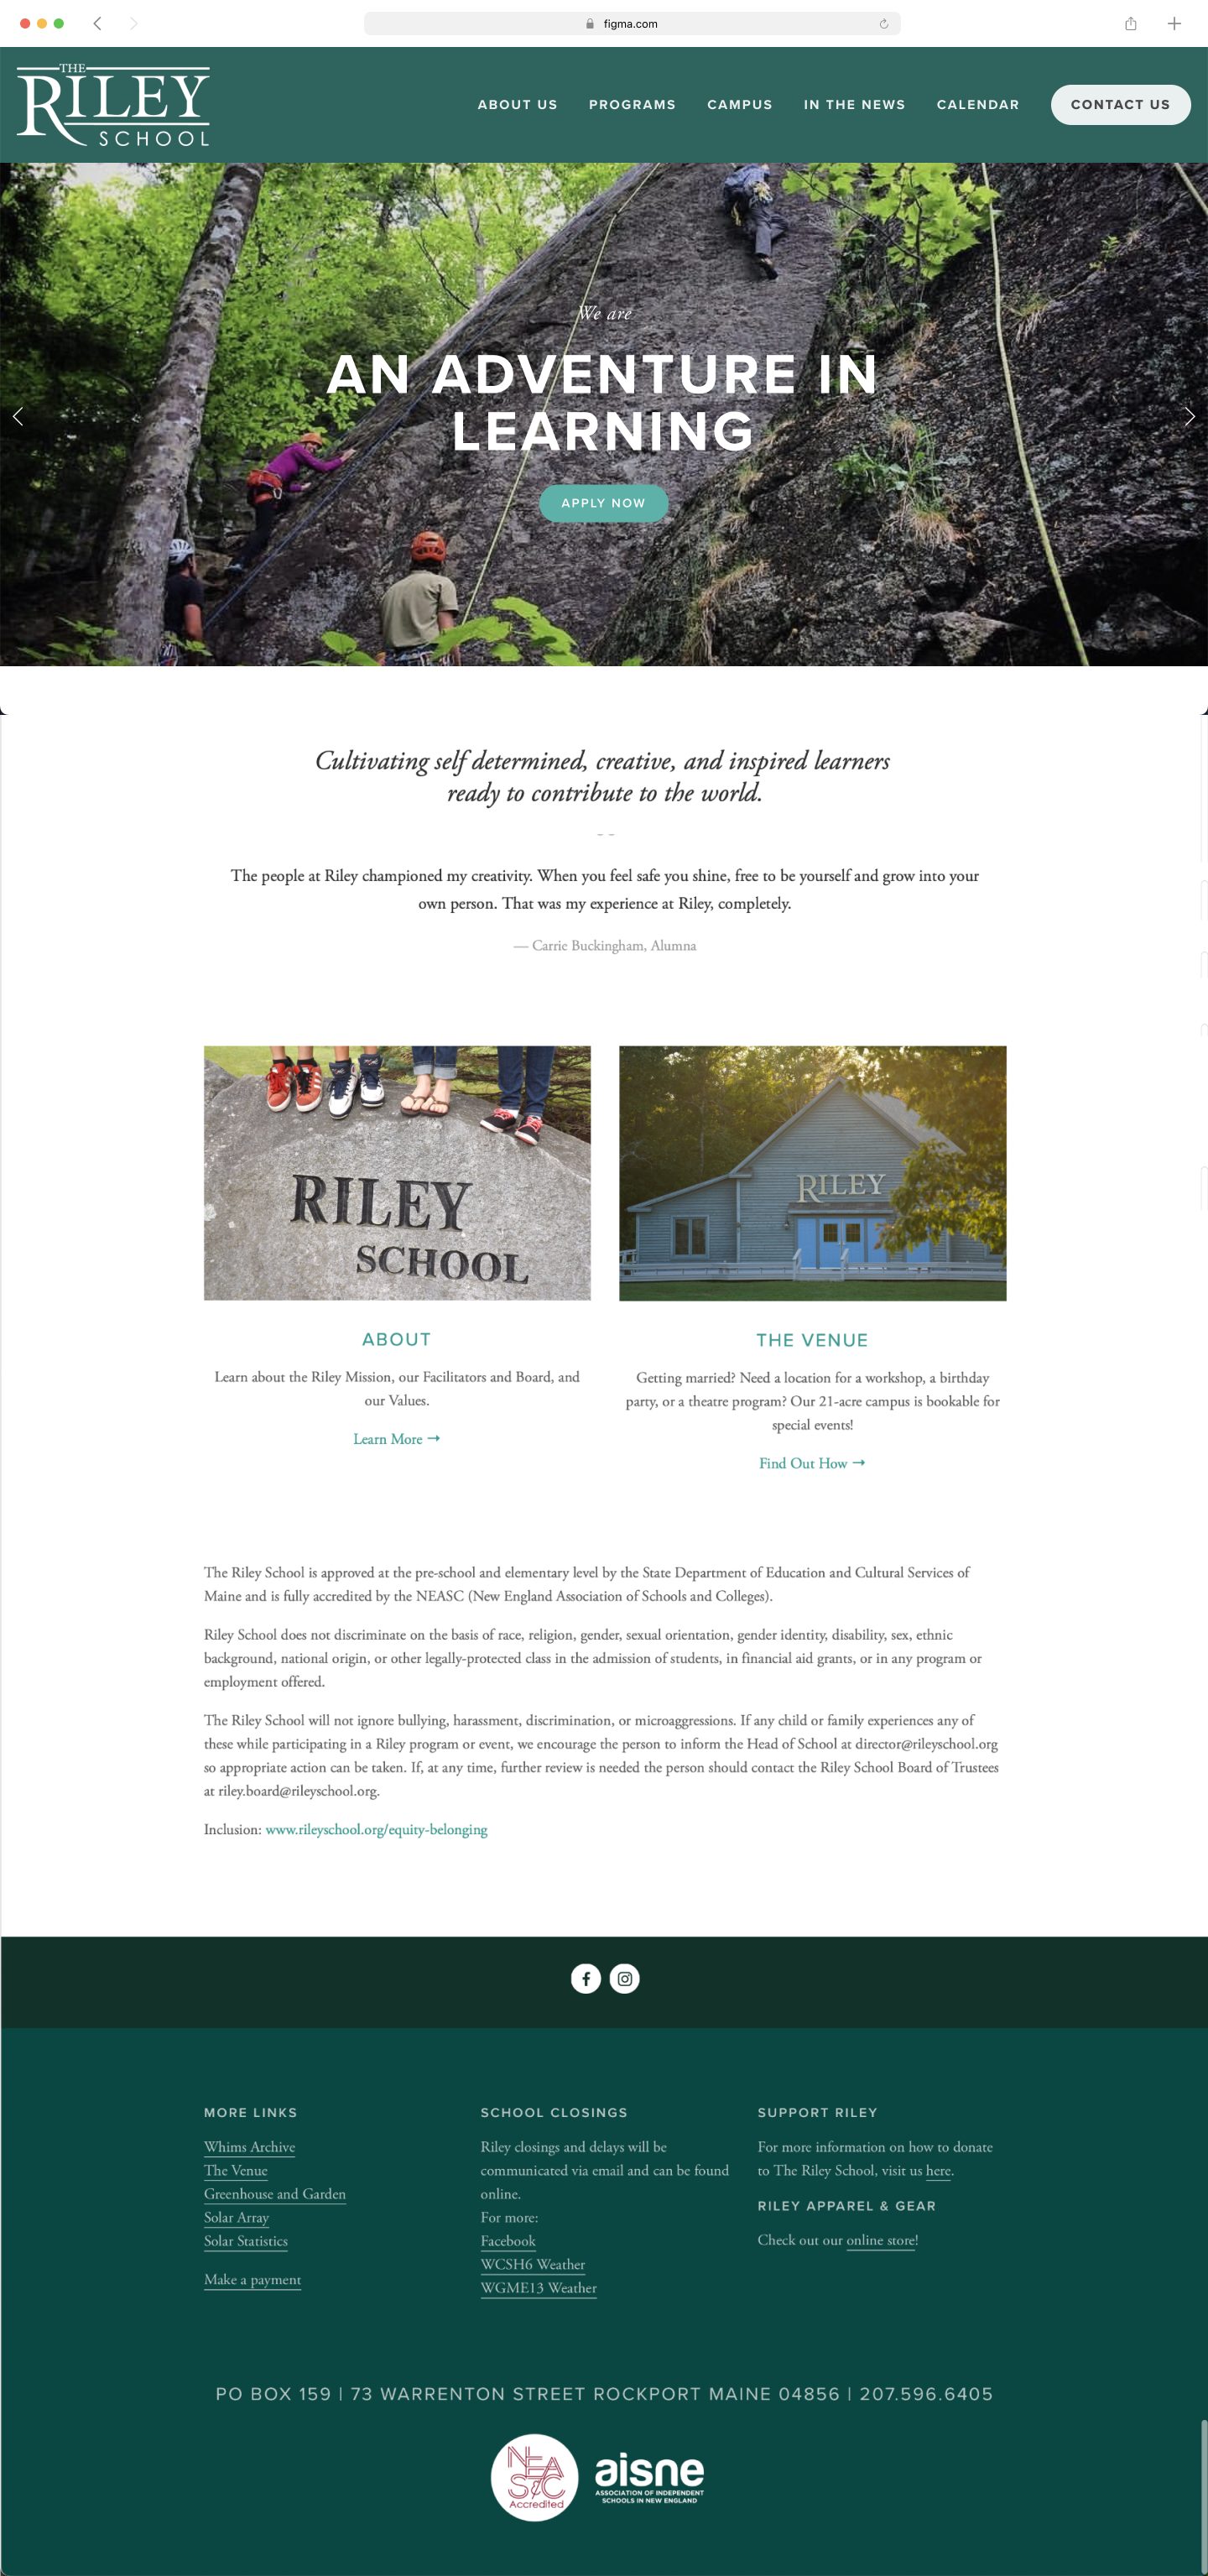 figma.com
THE
RILEY
SCHOOL
ABOUT US
PROGRAMS
CAMPUS
IN THE NEWS
CALENDAR
CONTACT US
We are
AN ADVENTURE IN
LEARNING
APPLY NOW
Cultivating self determined, creative, and inspired learners
ready to contribute to the world.
The people at Riley championed my creativity. When you feel safe you shine, free to be yourself and grow into your
own person. That was my experience at Riley, completely.
— Carrie Buckingham, Alumna
RILEY
SCHOOL
RILEY
ABOUT
Learn about the Riley Mission, our Facilitators and Board, and
our Values.
Learn More →
THE VENUE
Getting married? Need a location for a workshop, a birthday
party, or a theatre program? Our 21-acre campus is bookable for
special events!
Find Out How →
The Riley School is approved at the pre-school and elementary level by the State Department of Education and Cultural Services of
Maine and is fully accredited by the NEASC (New England Association of Schools and Colleges).
Riley School does not discriminate on the basis of race, religion, gender, sexual orientation, gender identity, disability, sex, ethnic
background, national origin, or other legally-protected class in the admission of students, in financial aid grants, or in any program or
employment offered.
The Riley School will not ignore bullying, harassment, discrimination, or microaggressions. If any child or family experiences any of
these while participating in a Riley program or event, we encourage the person to inform the Head of School at director@rileyschool.org
so appropriate action can be taken. If, at any time, further review is needed the person should contact the Riley School Board of Trustees
at riley.board@rileyschool.org.
Inclusion: www.rileyschool.org/equity-belonging
MORE LINKS
Whims Archive
The Venue
Greenhouse and Garden
Solar Array
Solar Statistics
Make a payment
SCHOOL CLOSINGS
Riley closings and delays will be
communicated via email and can be found
online.
For more:
Facebook
WCSH6 Weather
WGME13 Weather
SUPPORT RILEY
For more information on how to donate
to The Riley School, visit us here.
RILEY APPAREL & GEAR
Check out our online store!
PO BOX 159 | 73 WARRENTON STREET ROCKPORT MAINE 04856 | 207.596.6405
NEA
S&C
Accredited
aisne
ASSOCIATION OF INDEPENDENT
SCHOOLS IN NEW ENGLAND